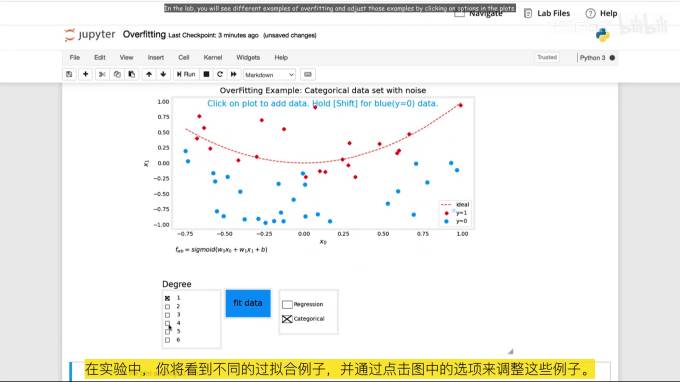 In the lab, you will see different examples of overfitting and adjust those examples by clicking on options in the plots.
Navigate
Lab Files
Help
bilibili
jupyter Overfitting Last Checkpoint: 3 minutes ago (unsaved changes)
File Edit View Insert Cell Kernel Widgets Help
Trusted
Python 3
Run
Markdown
OverFitting Example: Categorical data set with noise
Click on plot to add data. Hold [Shift] for blue(y=0) data.
1.00
0.75
0.50
0.25
0.00
−0.25
−0.50
−0.75
−1.00
x₁
ideal
y=1
y=0
−0.75 −0.50 −0.25 0.00 0.25 0.50 0.75 1.00
x₀
f_wb = sigmoid(w₀x₀ + w₁x₁ + b)
Degree
1
2
3
4
5
6
fit data
Regression
Categorical
在实验中，你将看到不同的过拟合例子，并通过点击图中的选项来调整这些例子。